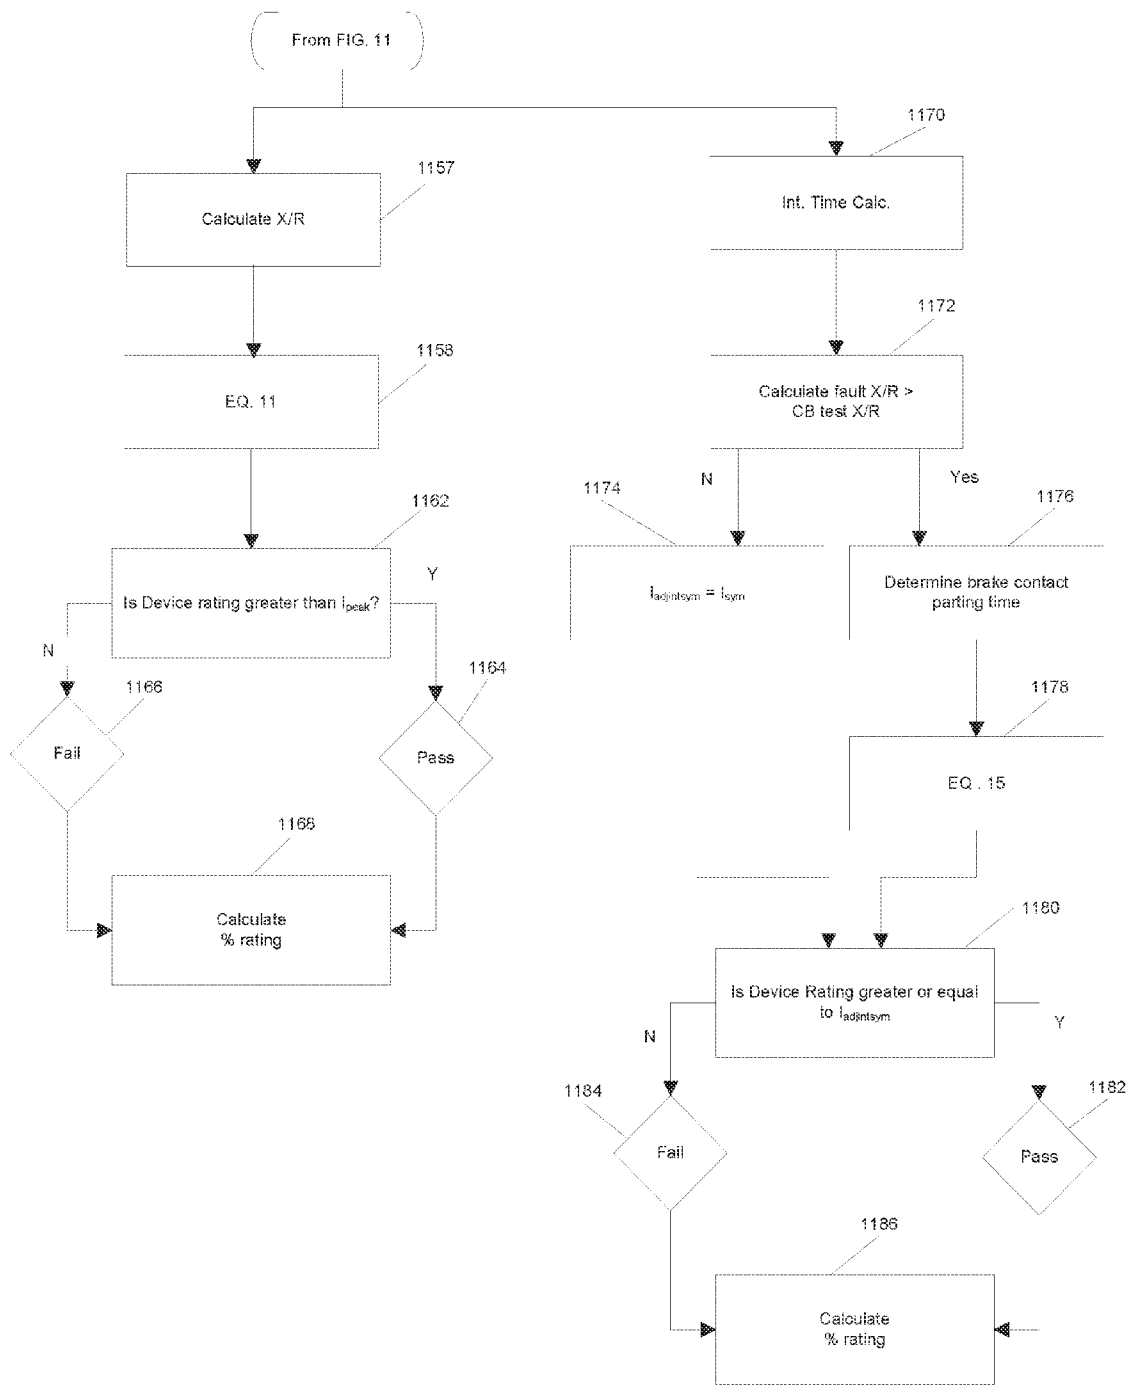 From FIG. 11
1170
1157
Calculate X/R
Int. Time Calc.
1172
1158
EQ. 11
Calculate fault X/R >
CB test X/R
N
Yes
1174
1176
1162
Is Device rating greater than Ipeak?
Y
N
Iadjintsym = Isym
Determine brake contact
parting time
1166
1164
Fail
Pass
1178
EQ . 15
1168
Calculate
% rating
1180
Is Device Rating greater or equal
to Iadjintsym
N
Y
1184
1182
Fail
Pass
1186
Calculate
% rating